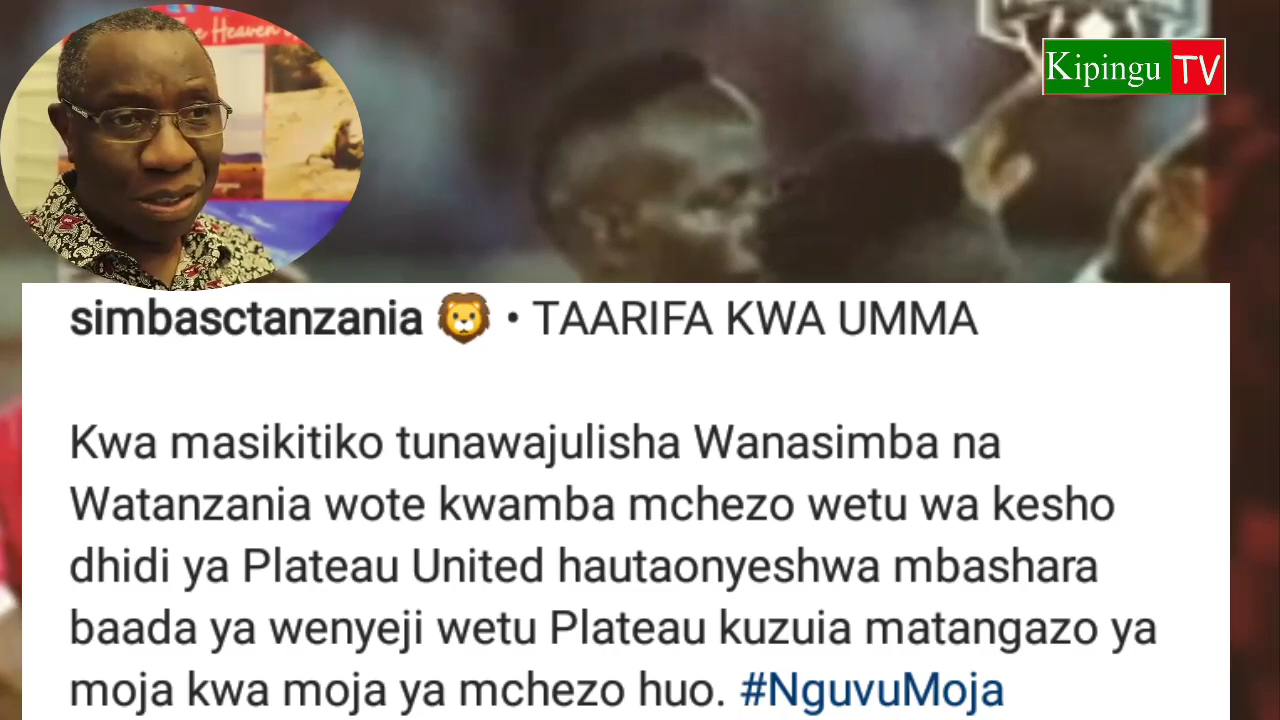 he Heaven
Kipingu TV
simbasctanzania 🦁 • TAARIFA KWA UMMA
Kwa masikitiko tunawajulisha Wanasimba na
Watanzania wote kwamba mchezo wetu wa kesho
dhidi ya Plateau United hautaonyeshwa mbashara
baada ya wenyeji wetu Plateau kuzuia matangazo ya
moja kwa moja ya mchezo huo. #NguvuMoja